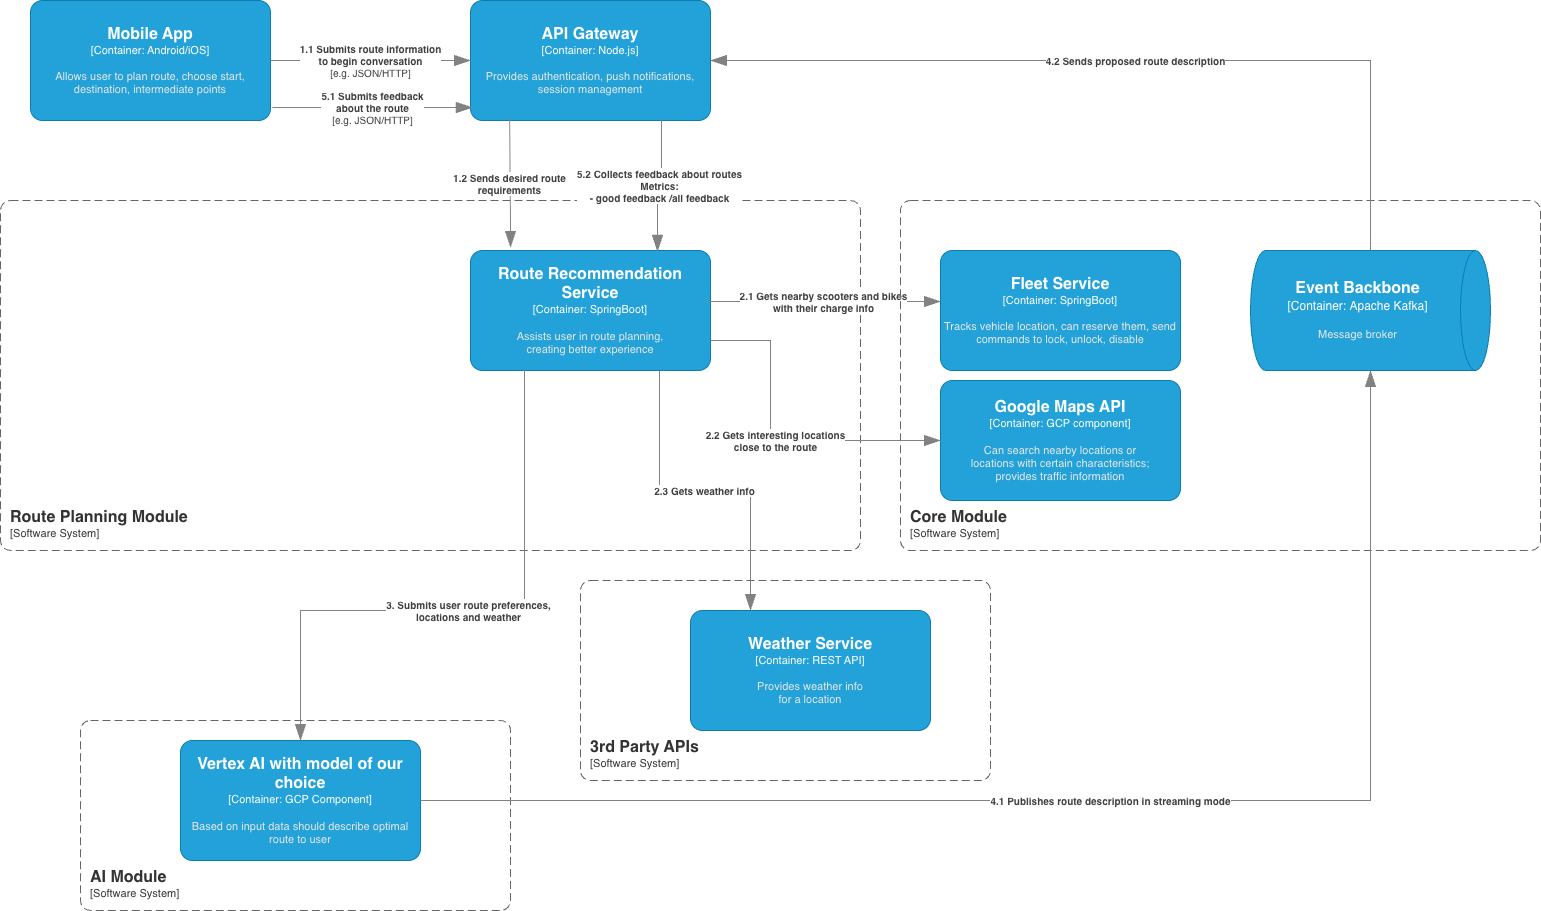 Mobile App
[Container: Android/iOS]
Allows user to plan route, choose start,
destination, intermediate points
1.1 Submits route information
to begin conversation
[e.g. JSON/HTTP]
5.1 Submits feedback
about the route
[e.g. JSON/HTTP]
API Gateway
[Container: Node.js]
Provides authentication, push notifications,
session management
4.2 Sends proposed route description
1.2 Sends desired route
requirements
5.2 Collects feedback about routes
Metrics:
- good feedback /all feedback
Route Recommendation
Service
[Container: SpringBoot]
Assists user in route planning,
creating better experience
2.1 Gets nearby scooters and bikes
with their charge info
Fleet Service
[Container: SpringBoot]
Tracks vehicle location, can reserve them, send
commands to lock, unlock, disable
Event Backbone
[Container: Apache Kafka]
Message broker
2.2 Gets interesting locations
close to the route
Google Maps API
[Container: GCP component]
Can search nearby locations or
locations with certain characteristics;
provides traffic information
2.3 Gets weather info
Route Planning Module
[Software System]
Core Module
[Software System]
3. Submits user route preferences,
locations and weather
Weather Service
[Container: REST API]
Provides weather info
for a location
3rd Party APIs
[Software System]
Vertex AI with model of our
choice
[Container: GCP Component]
Based on input data should describe optimal
route to user
4.1 Publishes route description in streaming mode
AI Module
[Software System]